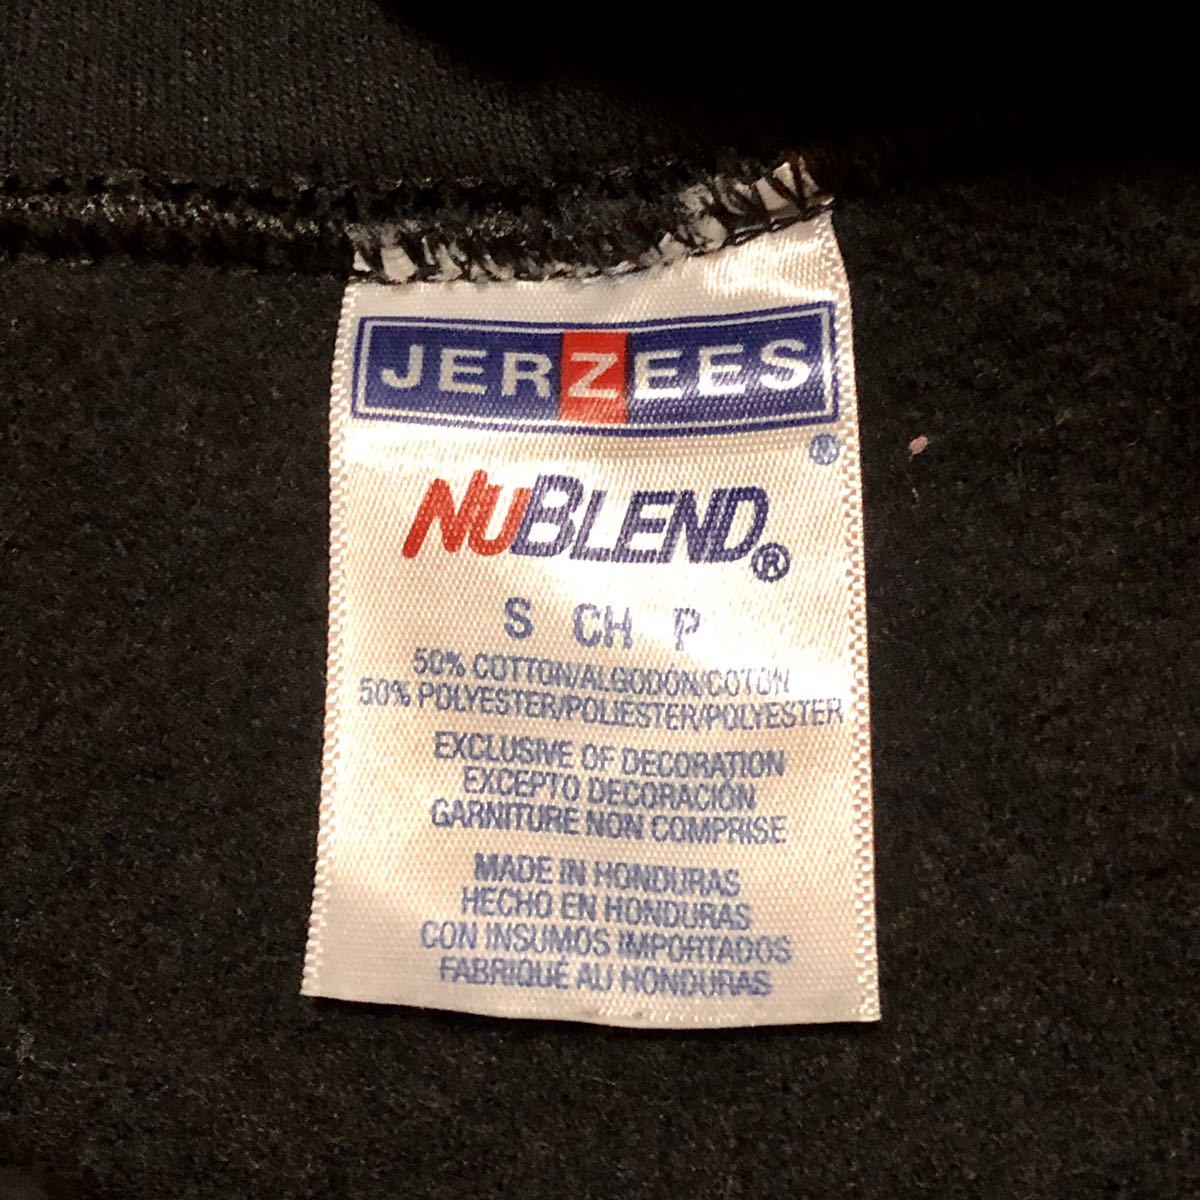 JERZEES
®
NUBLEND®
S CH P
50% COTTON/ALGODÓN/COTON
50% POLYESTER/POLIESTER/POLYESTER
EXCLUSIVE OF DECORATION
EXCEPTO DECORACIÓN
GARNITURE NON COMPRISE
MADE IN HONDURAS
HECHO EN HONDURAS
CON INSUMOS IMPORTADOS
FABRIQUÉ AU HONDURAS